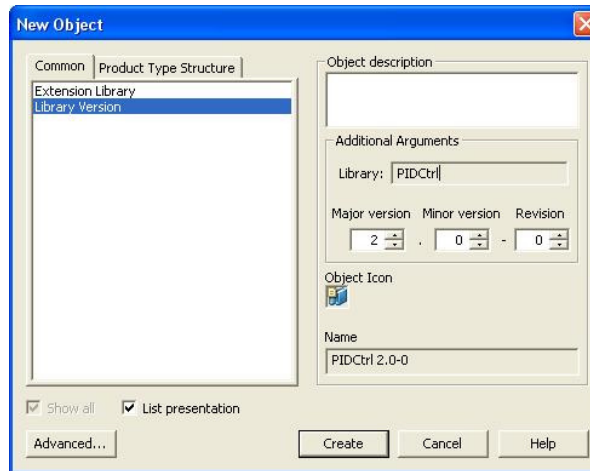 New Object
Common
Product Type Structure
Extension Library
Library Version
Object description
Additional Arguments
Library: PIDCtrl
Major version Minor version Revision
2 . 0 - 0
Object Icon
Name
PIDCtrl 2.0-0
Show all
List presentation
Advanced...
Create
Cancel
Help